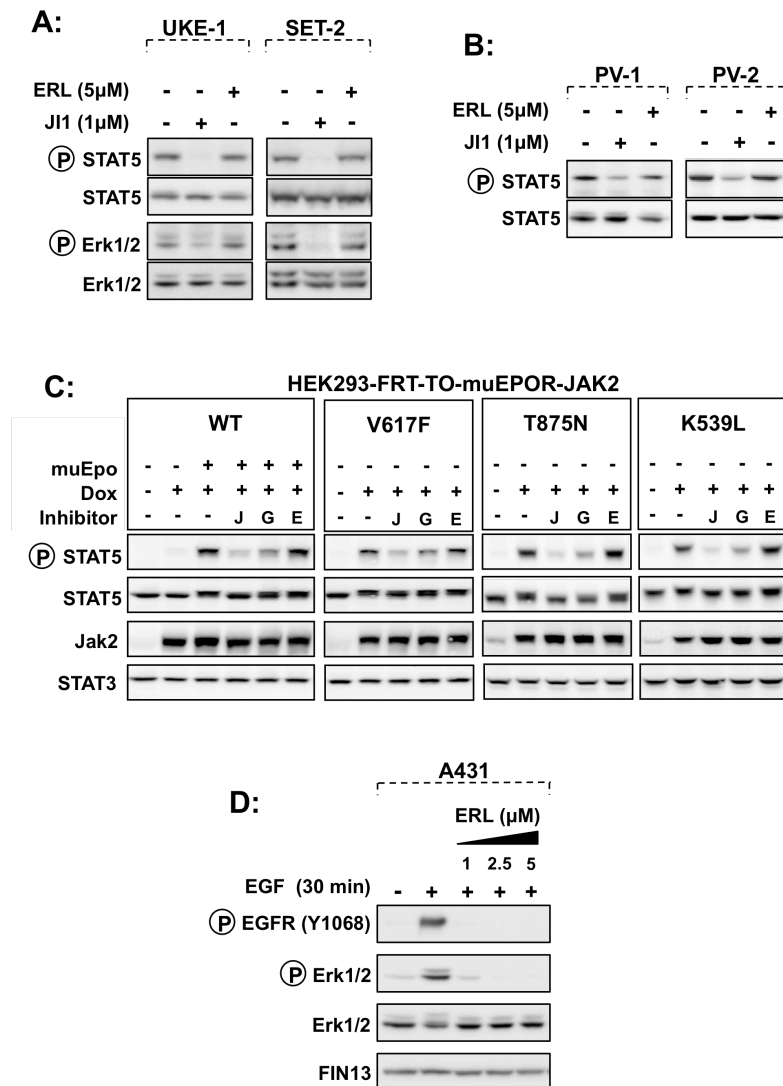 A:
UKE-1 SET-2
ERL (5μM) - - + - - +
JI1 (1μM) - + - - + -
P STAT5
STAT5
P Erk1/2
Erk1/2
B:
PV-1 PV-2
ERL (5μM) - - + - - +
JI1 (1μM) - + - - + -
P STAT5
STAT5
C:
HEK293-FRT-TO-muEPOR-JAK2
WT V617F T875N K539L
muEpo - - + + + + - - - - - - - - - - - - - - -
Dox - + + + + + - + + + + - + + + + - + + + +
Inhibitor - - - J G E - - J G E - - J G E - - J G E
P STAT5
STAT5
Jak2
STAT3
D:
A431
ERL (μM)
1 2.5 5
EGF (30 min) - + + + +
P EGFR (Y1068)
P Erk1/2
Erk1/2
FIN13